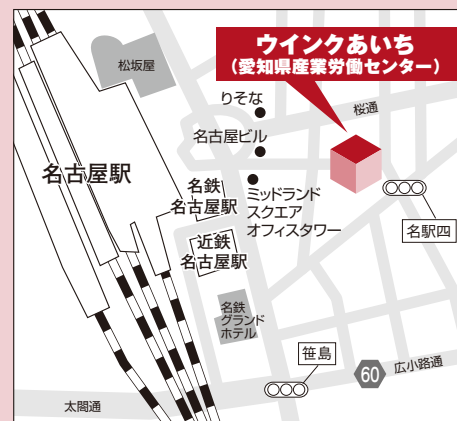 ウインクあいち
（愛知県産業労働センター）
松坂屋
りそな
桜通
名古屋ビル
名古屋駅
名鉄
名古屋駅
ミッドランド
スクエア
オフィスタワー
名駅四
近鉄
名古屋駅
名鉄
グランド
ホテル
笹島
60
広小路通
太閤通